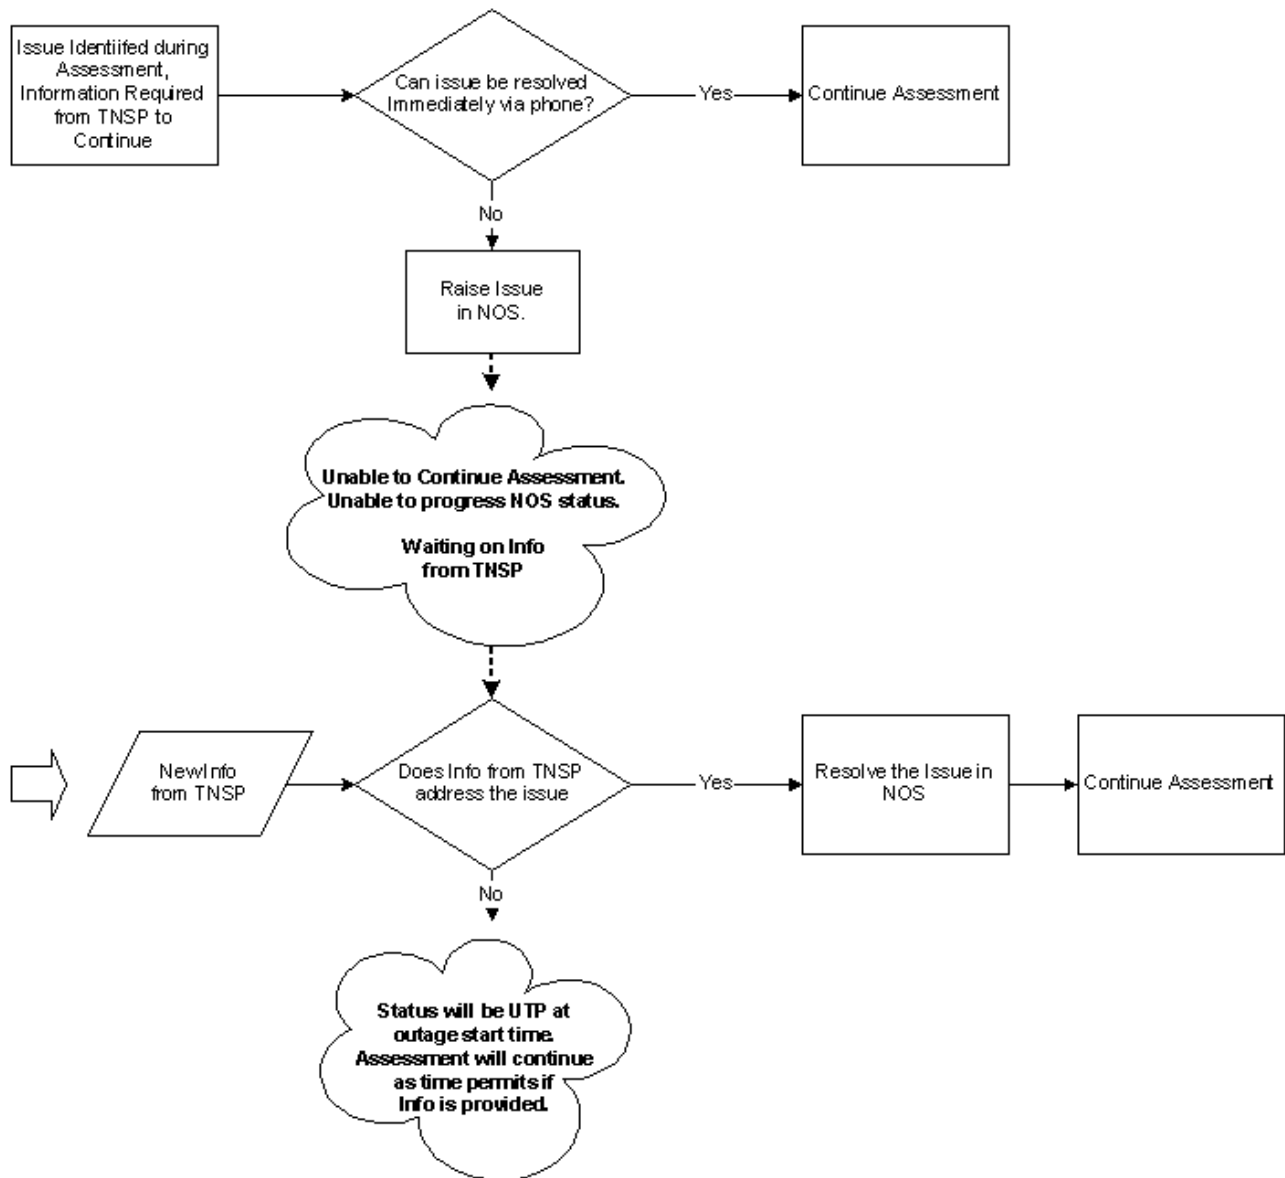 Issue Identiifed during
Assessment,
Information Required
from TNSP to
Continue
Can issue be resolved
Immediately via phone?
Yes
Continue Assessment
No
Raise Issue
in NOS.
Unable to Continue Assessment.
Unable to progress NOS status.
Waiting on Info
from TNSP
New Info
from TNSP
Does Info from TNSP
address the issue
Yes
Resolve the Issue in
NOS
Continue Assessment
No
Status will be UTP at
outage start time.
Assessment will continue
as time permits if
Info is provided.